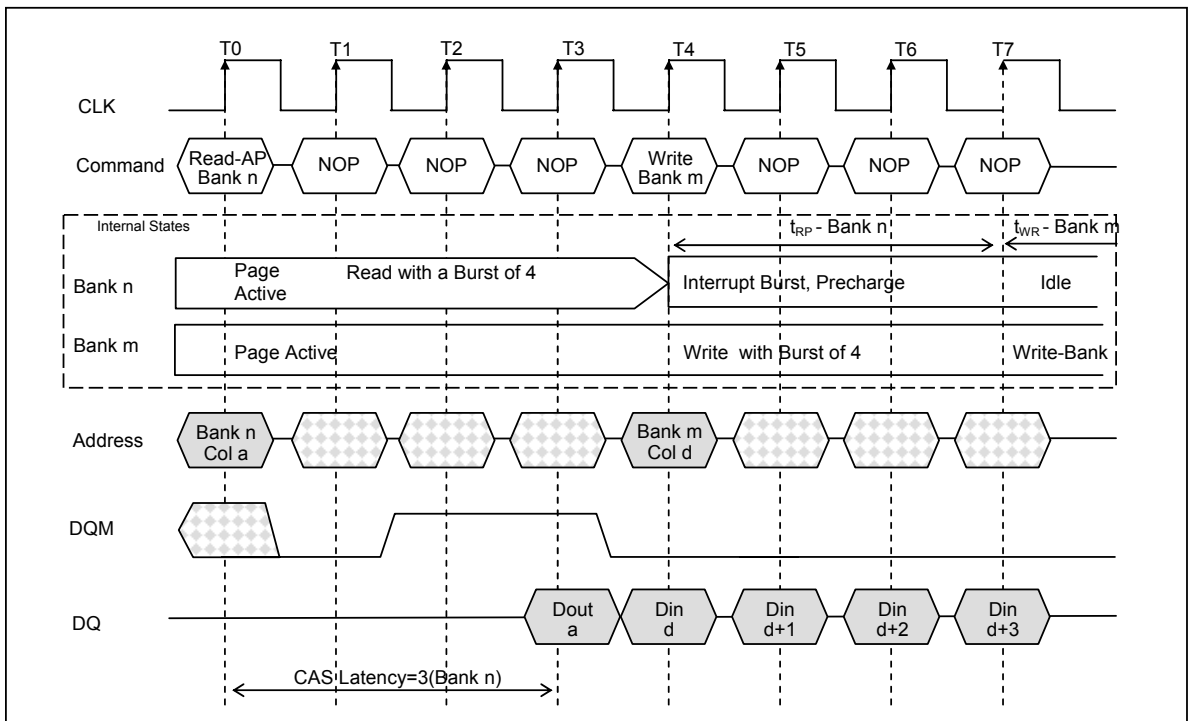 T0 T1 T2 T3 T4 T5 T6 T7
CLK
Command
Read-AP
Bank n
NOP
NOP
NOP
Write
Bank m
NOP
NOP
NOP
Internal States
tRP - Bank n
tWR - Bank m
Bank n
Page
Active
Read with a Burst of 4
Interrupt Burst, Precharge
Idle
Bank m
Page Active
Write with Burst of 4
Write-Bank
Address
Bank n
Col a
Bank m
Col d
DQM
DQ
Dout
a
Din
d
Din
d+1
Din
d+2
Din
d+3
CAS Latency=3(Bank n)